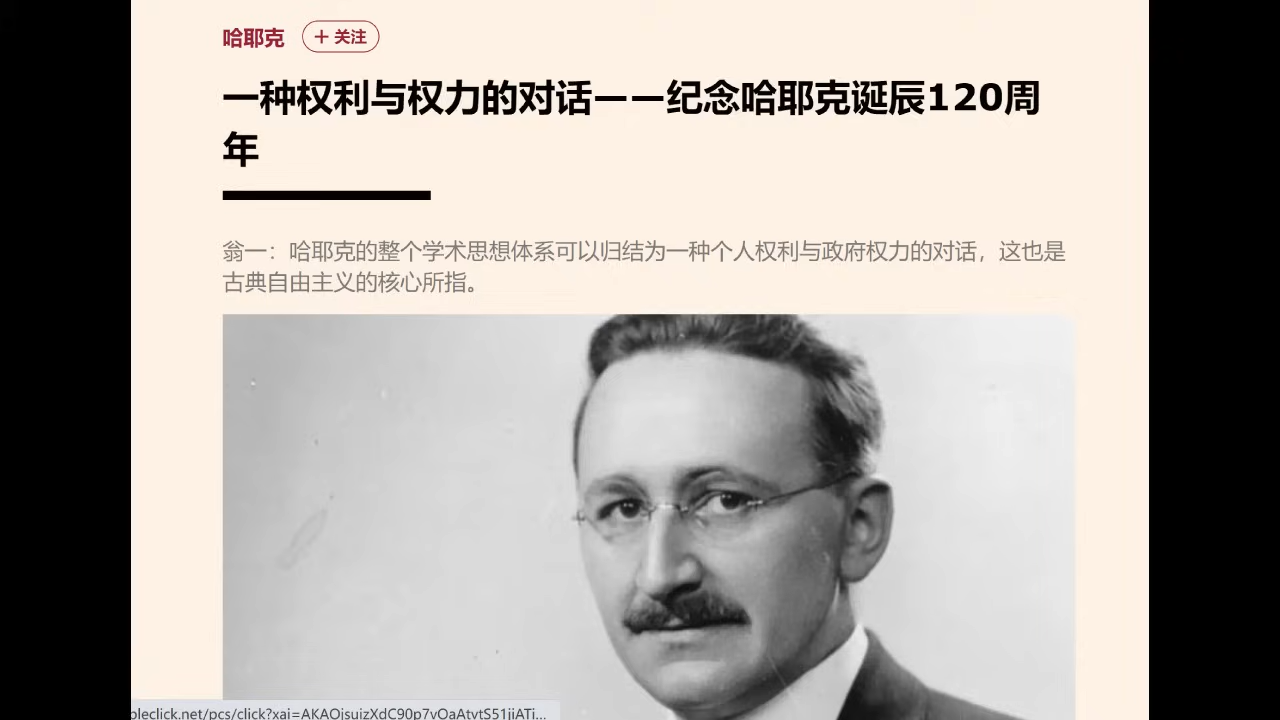 哈耶克
+ 关注
一种权利与权力的对话——纪念哈耶克诞辰120周
年
翁一：哈耶克的整个学术思想体系可以归结为一种个人权利与政府权力的对话，这也是
古典自由主义的核心所指。